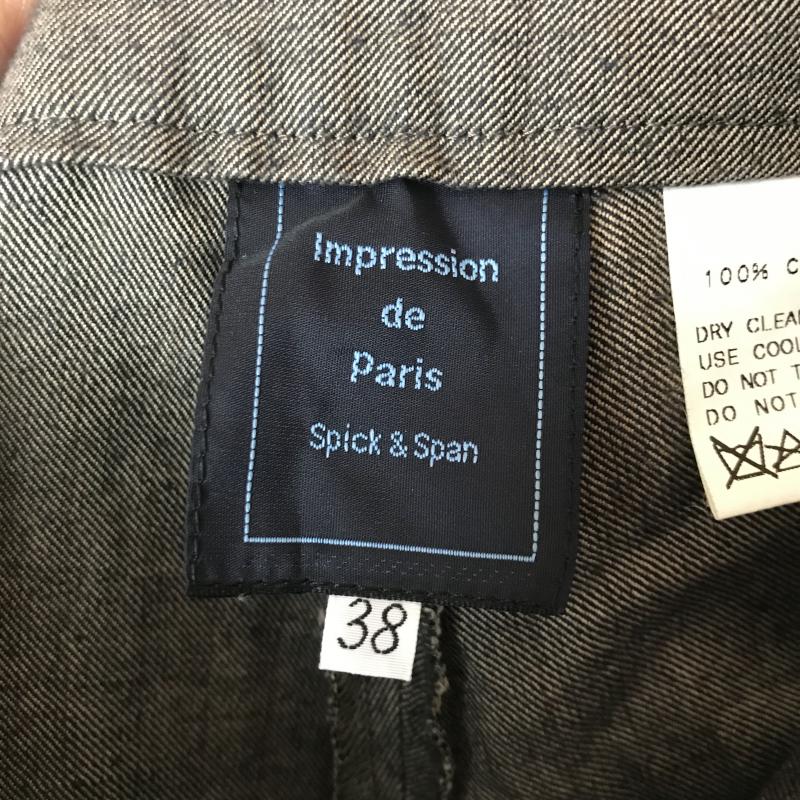 Impression
de
Paris
Spick & Span
38
100% C
DRY CLEA
USE COOL
DO NOT T
DO NOT